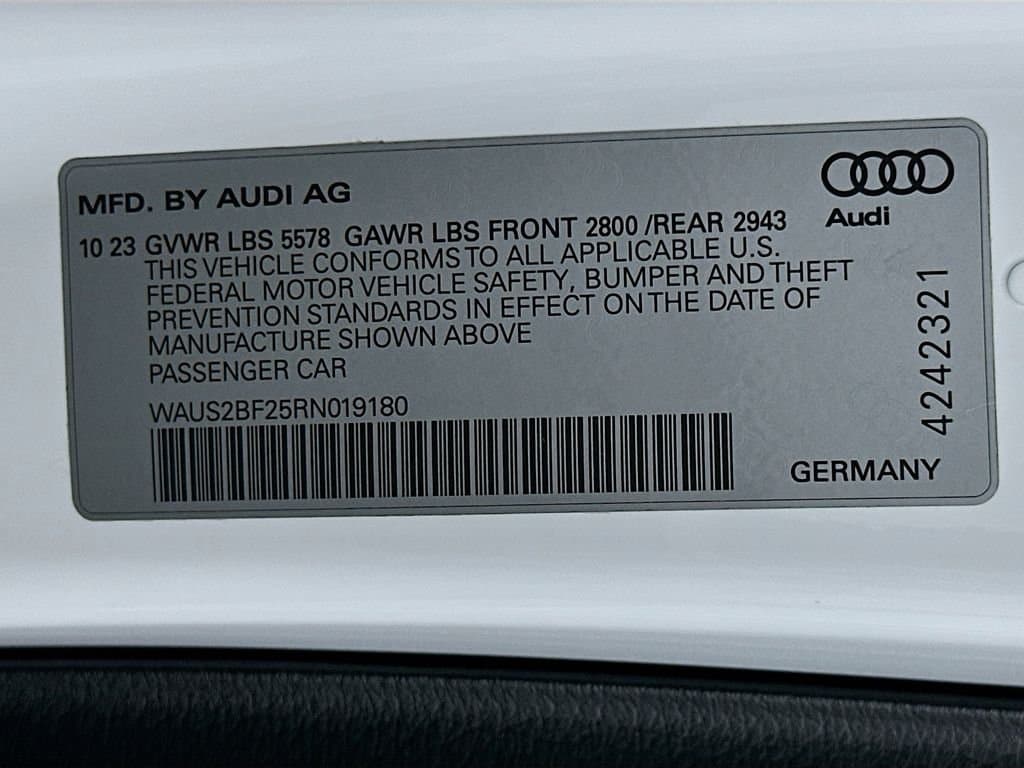 MFD. BY AUDI AG
Audi
10 23 GVWR LBS 5578 GAWR LBS FRONT 2800 /REAR 2943
THIS VEHICLE CONFORMS TO ALL APPLICABLE U.S.
FEDERAL MOTOR VEHICLE SAFETY, BUMPER AND THEFT
PREVENTION STANDARDS IN EFFECT ON THE DATE OF
MANUFACTURE SHOWN ABOVE
PASSENGER CAR
WAUS2BF25RN019180
GERMANY
4242321